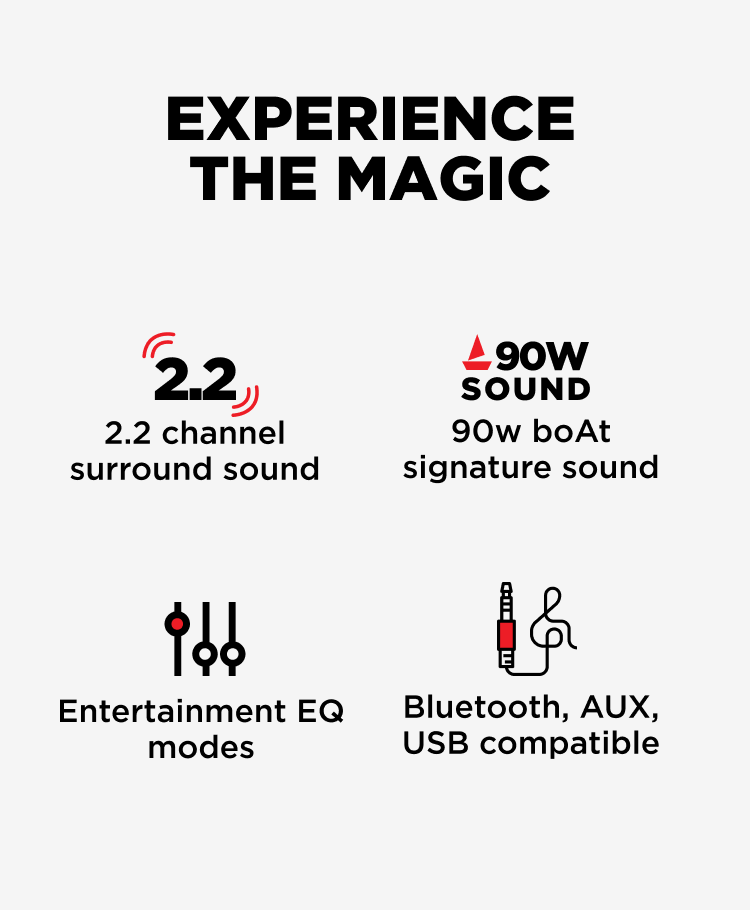 EXPERIENCE
THE MAGIC
2.2
2.2 channel
surround sound
90W
SOUND
90w boAt
signature sound
Entertainment EQ
modes
Bluetooth, AUX,
USB compatible